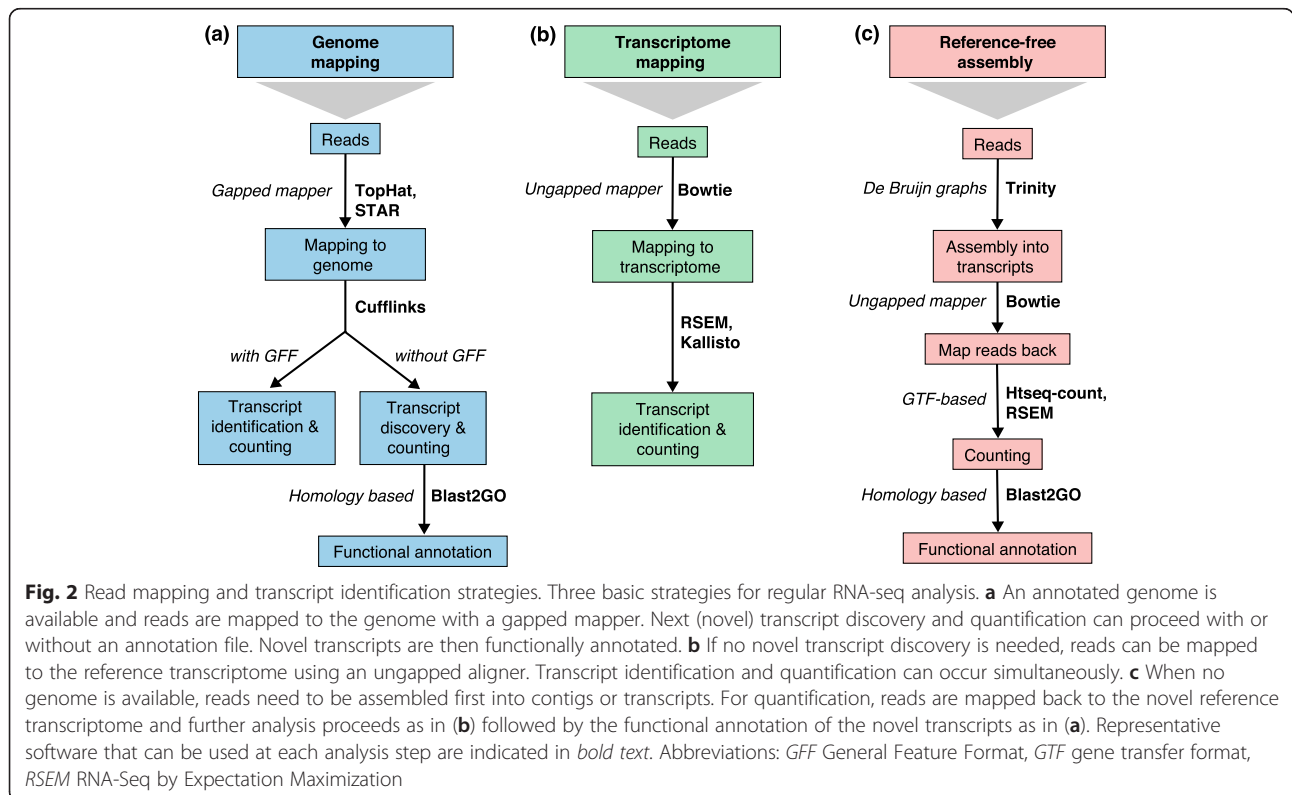 (a)
Genome
mapping
Reads
Gapped mapper
TopHat,
STAR
Mapping to
genome
Cufflinks
with GFF
without GFF
Transcript
identification &
counting
Transcript
discovery &
counting
Homology based
Blast2GO
Functional annotation
(b)
Transcriptome
mapping
Reads
Ungapped mapper
Bowtie
Mapping to
transcriptome
RSEM,
Kallisto
Transcript
identification &
counting
(c)
Reference-free
assembly
Reads
De Bruijn graphs
Trinity
Assembly into
transcripts
Ungapped mapper
Bowtie
Map reads back
GTF-based
Htseq-count,
RSEM
Counting
Homology based
Blast2GO
Functional annotation
Fig. 2 Read mapping and transcript identification strategies. Three basic strategies for regular RNA-seq analysis. a An annotated genome is
available and reads are mapped to the genome with a gapped mapper. Next (novel) transcript discovery and quantification can proceed with or
without an annotation file. Novel transcripts are then functionally annotated. b If no novel transcript discovery is needed, reads can be mapped
to the reference transcriptome using an ungapped aligner. Transcript identification and quantification can occur simultaneously. c When no
genome is available, reads need to be assembled first into contigs or transcripts. For quantification, reads are mapped back to the novel reference
transcriptome and further analysis proceeds as in (b) followed by the functional annotation of the novel transcripts as in (a). Representative
software that can be used at each analysis step are indicated in bold text. Abbreviations: GFF General Feature Format, GTF gene transfer format,
RSEM RNA-Seq by Expectation Maximization